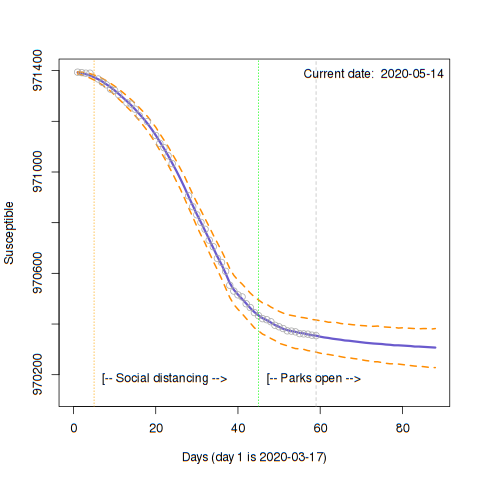 Current date: 2020-05-14
Susceptible
971400
971000
970600
970200
[-- Social distancing -->
[-- Parks open -->
0 20 40 60 80
Days (day 1 is 2020-03-17)